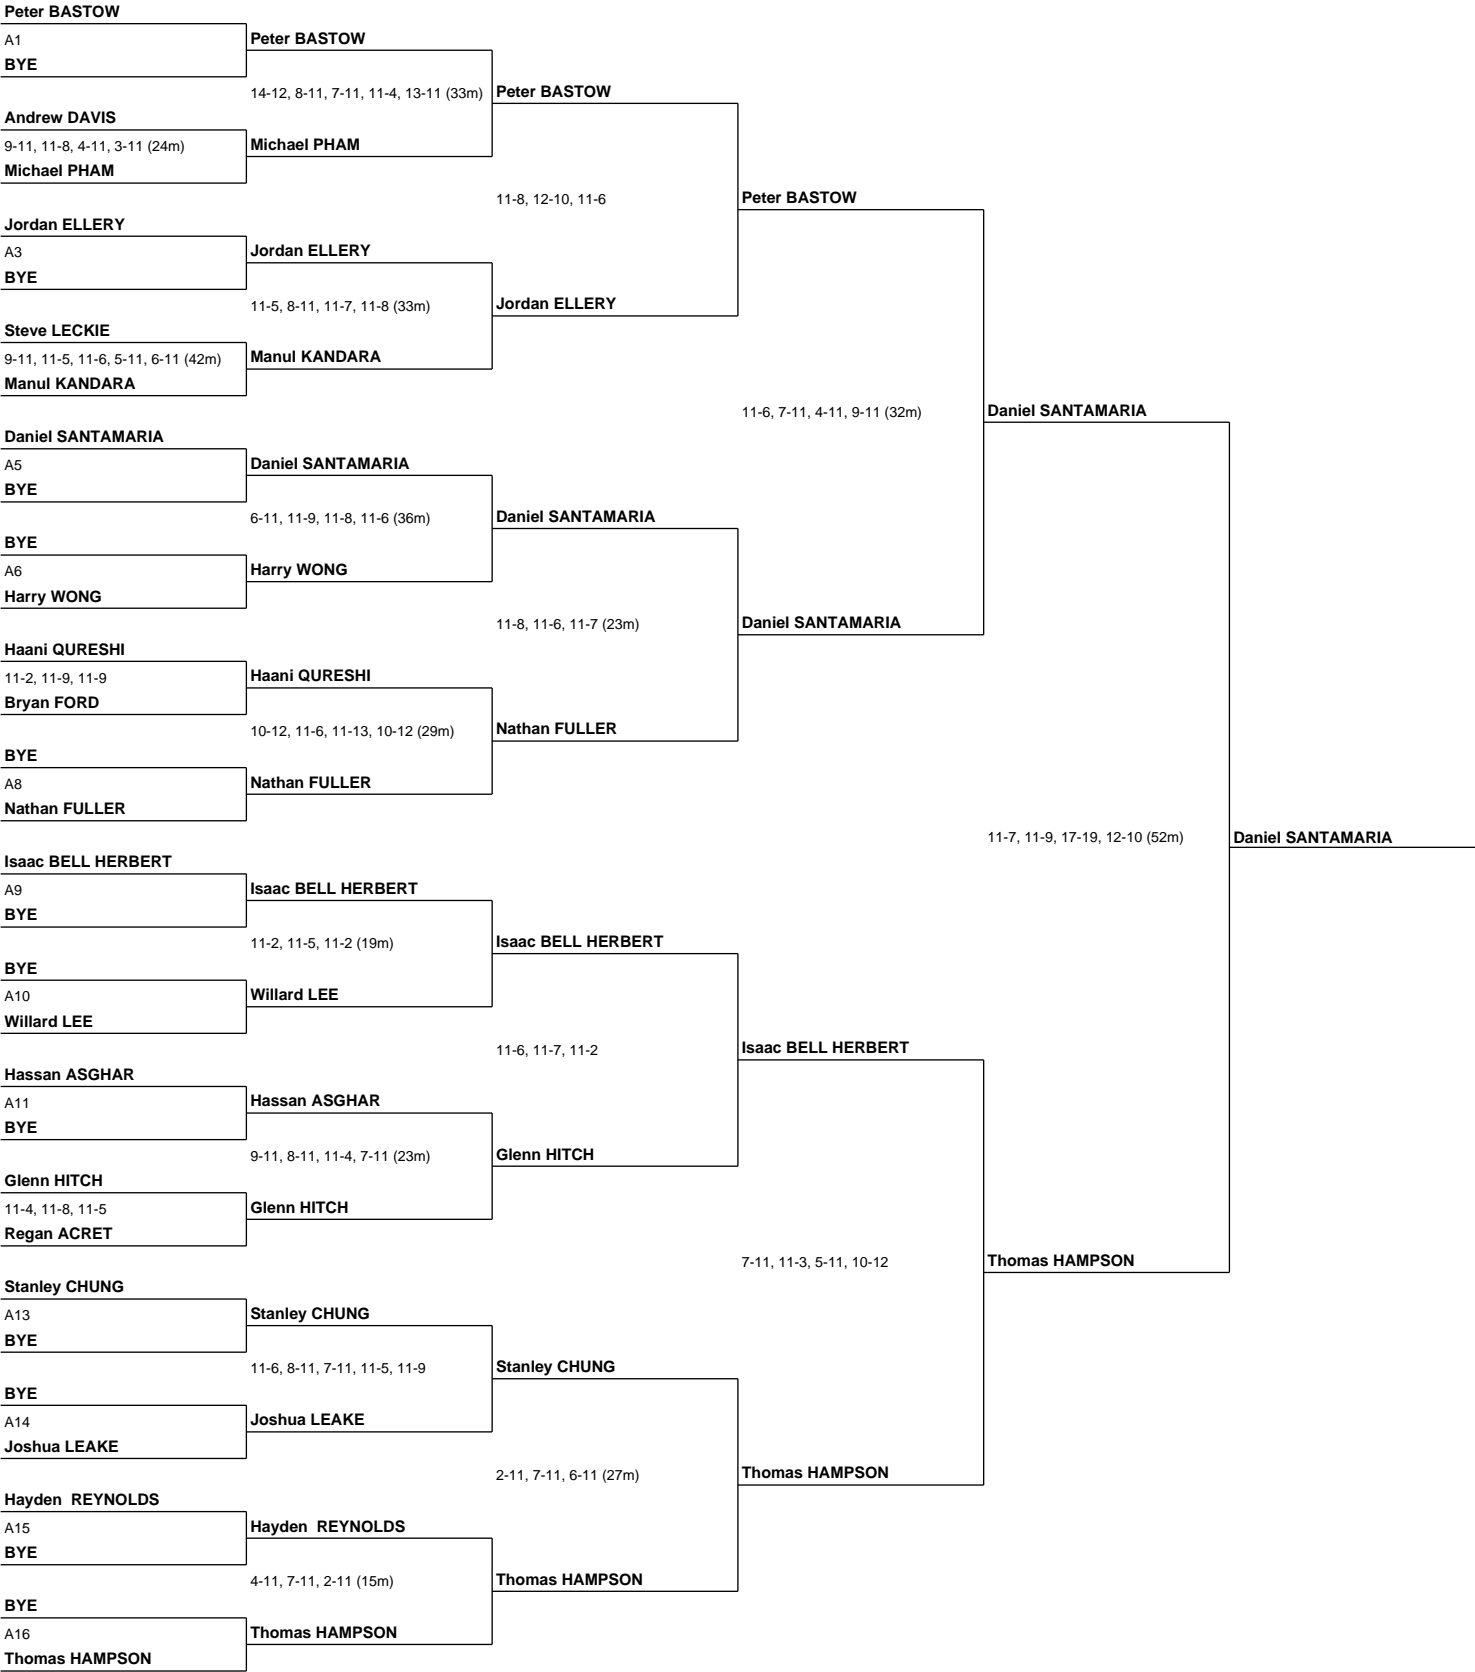 Peter BASTOW
A1
BYE
Andrew DAVIS
9-11, 11-8, 4-11, 3-11 (24m)
Michael PHAM
Jordan ELLERY
A3
BYE
Steve LECKIE
9-11, 11-5, 11-6, 5-11, 6-11 (42m)
Manul KANDARA
Daniel SANTAMARIA
A5
BYE
BYE
A6
Harry WONG
Haani QURESHI
11-2, 11-9, 11-9
Bryan FORD
BYE
A8
Nathan FULLER
Isaac BELL HERBERT
A9
BYE
BYE
A10
Willard LEE
Hassan ASGHAR
A11
BYE
Glenn HITCH
11-4, 11-8, 11-5
Regan ACRET
Stanley CHUNG
A13
BYE
BYE
A14
Joshua LEAKE
Hayden  REYNOLDS
A15
BYE
BYE
A16
Thomas HAMPSON
Peter BASTOW
14-12, 8-11, 7-11, 11-4, 13-11 (33m)
Michael PHAM
Jordan ELLERY
11-5, 8-11, 11-7, 11-8 (33m)
Manul KANDARA
Daniel SANTAMARIA
6-11, 11-9, 11-8, 11-6 (36m)
Harry WONG
Haani QURESHI
10-12, 11-6, 11-13, 10-12 (29m)
Nathan FULLER
Isaac BELL HERBERT
11-2, 11-5, 11-2 (19m)
Willard LEE
Hassan ASGHAR
9-11, 8-11, 11-4, 7-11 (23m)
Glenn HITCH
Stanley CHUNG
11-6, 8-11, 7-11, 11-5, 11-9
Joshua LEAKE
Hayden  REYNOLDS
4-11, 7-11, 2-11 (15m)
Thomas HAMPSON
Peter BASTOW
11-8, 12-10, 11-6
Jordan ELLERY
Daniel SANTAMARIA
11-8, 11-6, 11-7 (23m)
Nathan FULLER
Isaac BELL HERBERT
11-6, 11-7, 11-2
Glenn HITCH
Stanley CHUNG
2-11, 7-11, 6-11 (27m)
Thomas HAMPSON
Peter BASTOW
11-6, 7-11, 4-11, 9-11 (32m)
Daniel SANTAMARIA
Isaac BELL HERBERT
7-11, 11-3, 5-11, 10-12
Thomas HAMPSON
Daniel SANTAMARIA
11-7, 11-9, 17-19, 12-10 (52m)
Thomas HAMPSON
Daniel SANTAMARIA